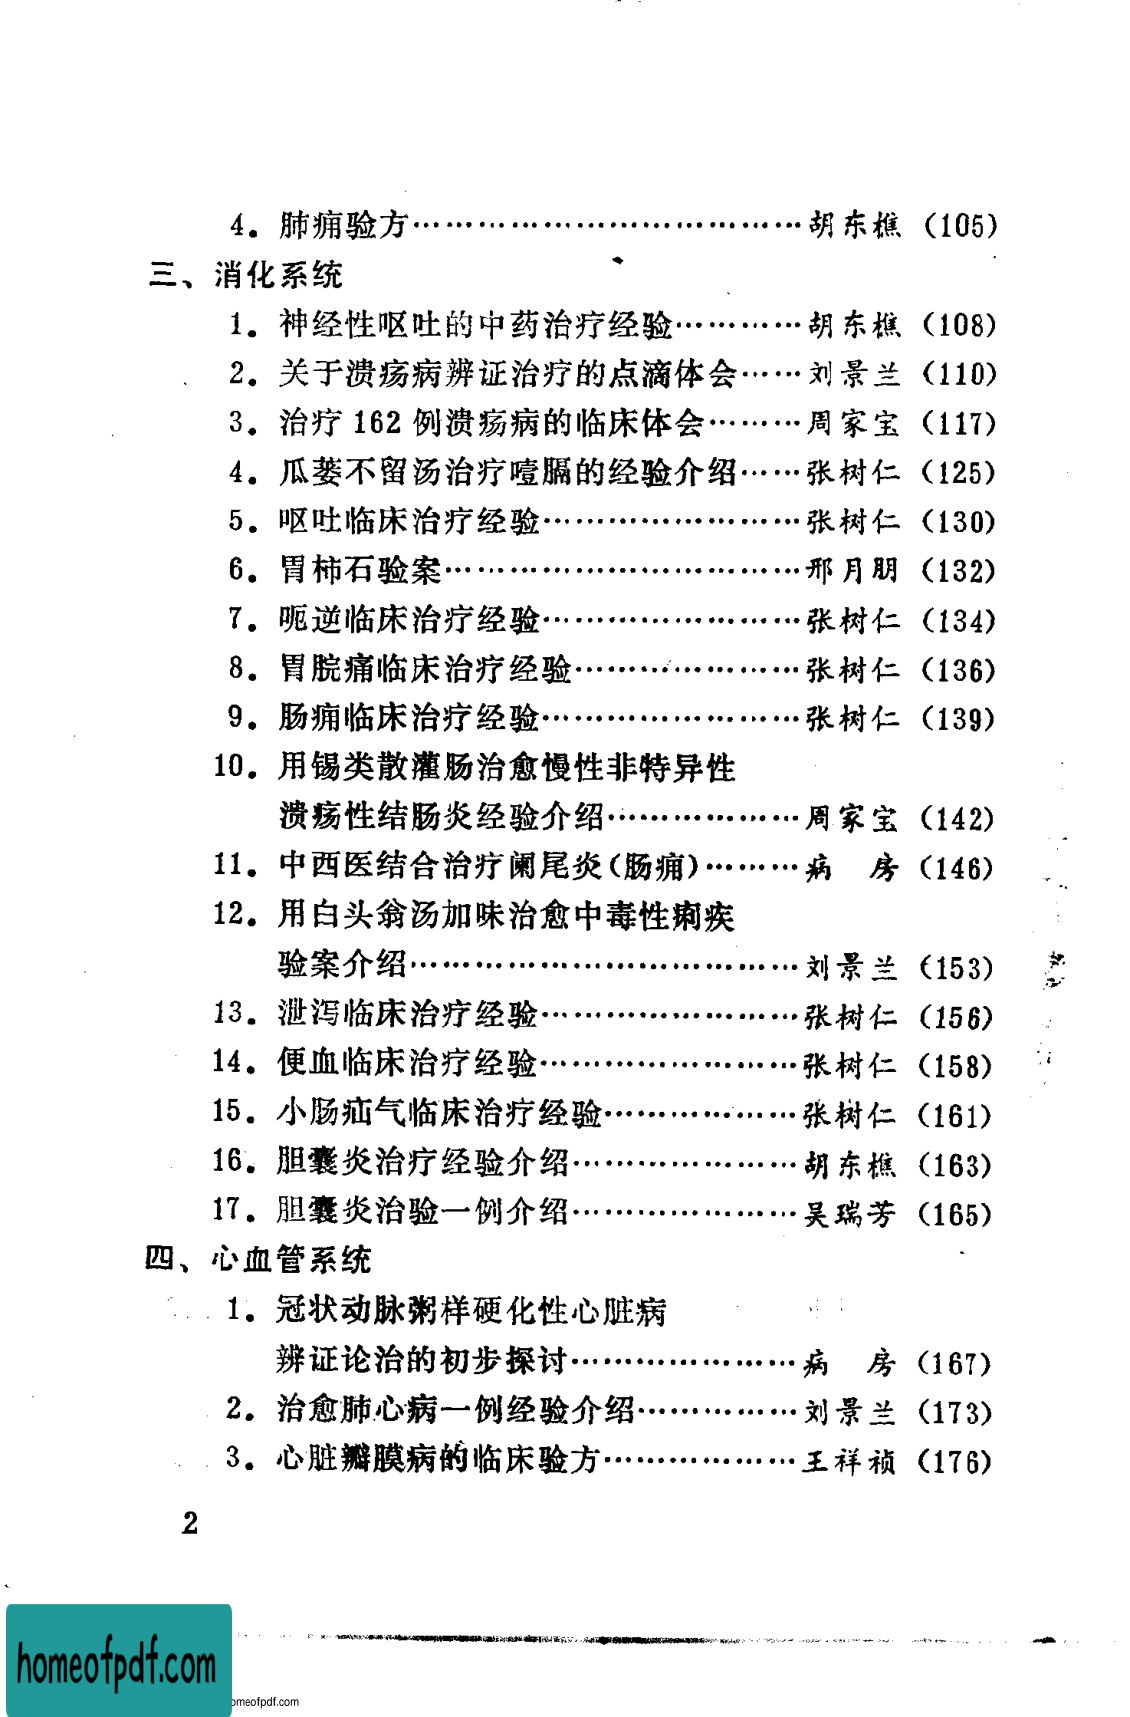 4. 肺痈验方………………………………胡东樵 (105)
三、消化系统
1. 神经性呕吐的中药治疗经验…………胡东樵 (108)
2. 关于溃疡病辨证治疗的点滴体会……刘景兰 (110)
3. 治疗162例溃疡病的临床体会………周家宝 (117)
4. 瓜蒌不留汤治疗噎膈的经验介绍……张树仁 (125)
5. 呕吐临床治疗经验……………………张树仁 (130)
6. 胃柿石验案……………………………邢月朋 (132)
7. 呃逆临床治疗经验……………………张树仁 (134)
8. 胃脘痛临床治疗经验…………………张树仁 (136)
9. 肠痈临床治疗经验……………………张树仁 (139)
10. 用锡类散灌肠治愈慢性非特异性
溃疡性结肠炎经验介绍………………周家宝 (142)
11. 中西医结合治疗阑尾炎(肠痈)………病 房 (146)
12. 用白头翁汤加味治愈中毒性痢疾
验案介绍………………………………刘景兰 (153)
13. 泄泻临床治疗经验……………………张树仁 (156)
14. 便血临床治疗经验……………………张树仁 (158)
15. 小肠疝气临床治疗经验………………张树仁 (161)
16. 胆囊炎治疗经验介绍…………………胡东樵 (163)
17. 胆囊炎治验一例介绍…………………吴瑞芳 (165)
四、心血管系统
1. 冠状动脉粥样硬化性心脏病
辨证论治的初步探讨…………………病 房 (167)
2. 治愈肺心病一例经验介绍……………刘景兰 (173)
3. 心脏瓣膜病的临床验方………………王祥祯 (176)
2
homeofpdf.com
omeofpdf.com